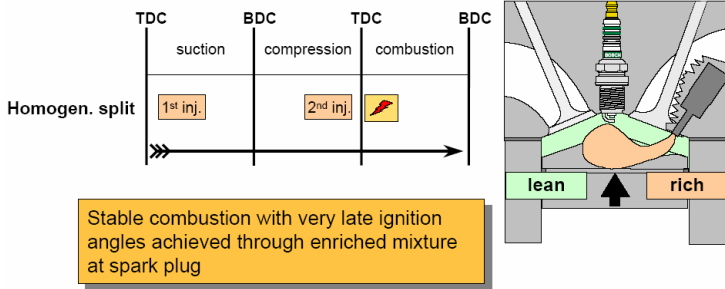 TDC BDC TDC BDC
suction compression combustion
Homogen. split 1st inj. 2nd inj.
lean rich
Stable combustion with very late ignition
angles achieved through enriched mixture
at spark plug